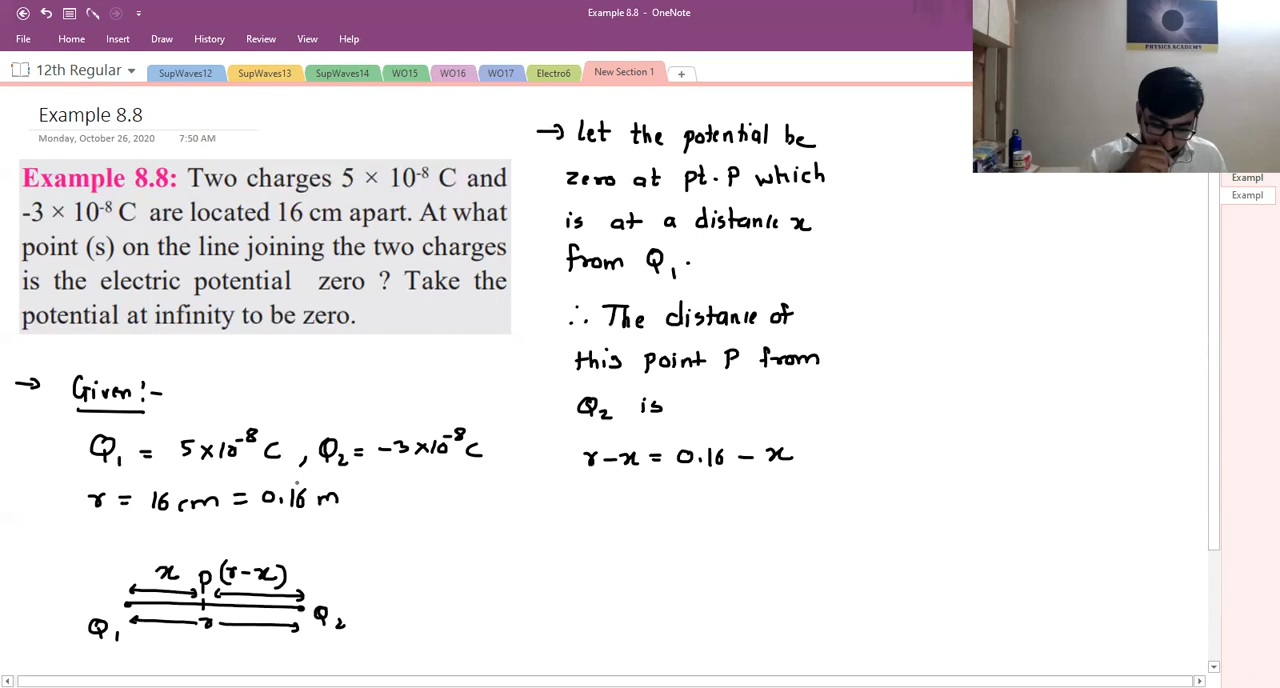 Example 8.8 - OneNote
File Home Insert Draw History Review View Help
12th Regular SupWaves12 SupWaves13 SupWaves14 WO15 WO16 WO17 Electro6 New Section 1
PHYSICS ACADEMY
Exampl
Exampl
Example 8.8
Monday, October 26, 2020 7:50 AM
Example 8.8: Two charges 5 × 10⁻⁸ C and
-3 × 10⁻⁸ C are located 16 cm apart. At what
point (s) on the line joining the two charges
is the electric potential zero ? Take the
potential at infinity to be zero.
→ Given:-
Q₁ = 5×10⁻⁸ C , Q₂ = -3×10⁻⁸ C
r = 16 cm = 0.16 m
x P (r-x)
Q₁ r Q₂
→ Let the potential be
zero at pt. P which
is at a distance x
from Q₁.
∴ The distance of
this point P from
Q₂ is
r-x = 0.16 - x